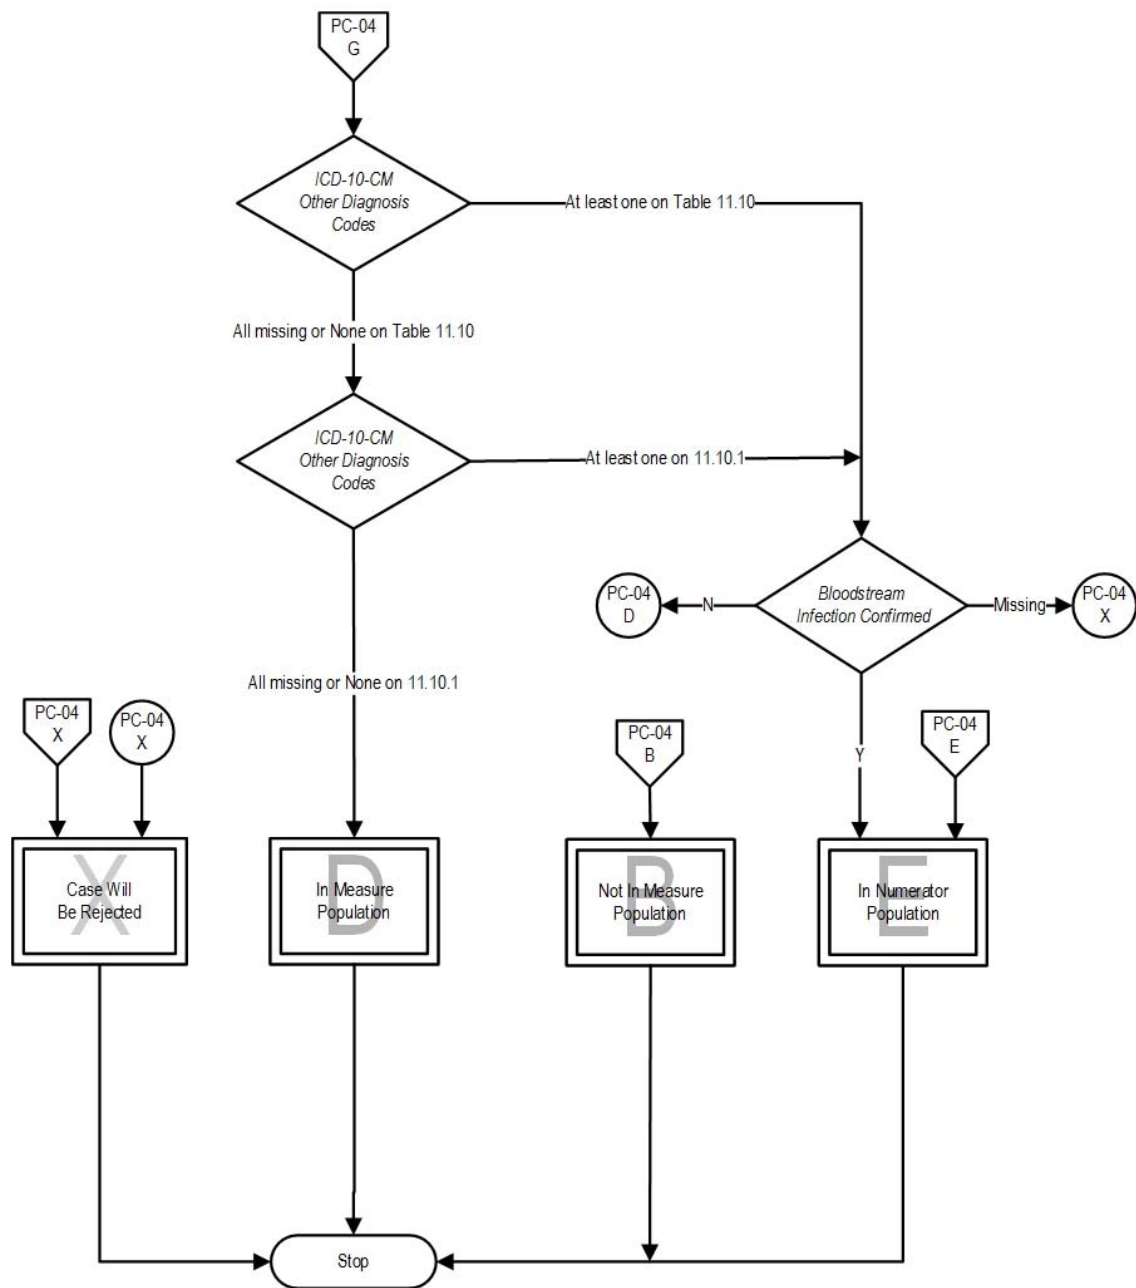 PC-04
G
ICD-10-CM
Other Diagnosis
Codes
At least one on Table 11.10
All missing or None on Table 11.10
ICD-10-CM
Other Diagnosis
Codes
At least one on 11.10.1
PC-04
D
N
Bloodstream
Infection Confirmed
Missing
PC-04
X
All missing or None on 11.10.1
PC-04
X
PC-04
X
PC-04
B
Y
PC-04
E
X
Case Will
Be Rejected
D
In Measure
Population
B
Not In Measure
Population
E
In Numerator
Population
Stop